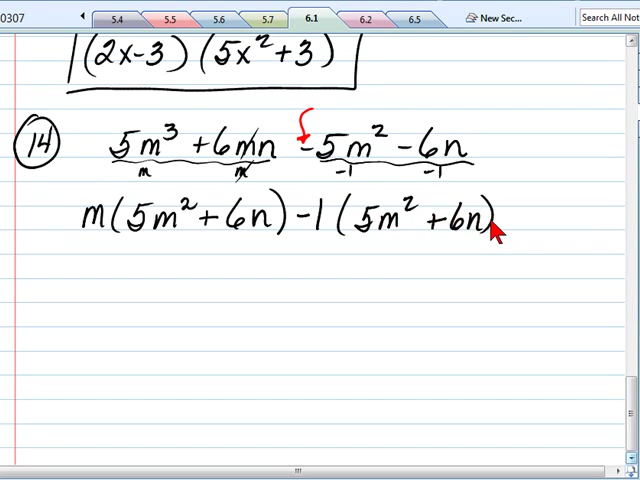 0307 5.4 5.5 5.6 5.7 6.1 6.2 6.5 New Sec... Search All Not
(2x-3) (5x² + 3)
14 5m³ + 6mn - 5m² - 6n
m m -1 -1
m(5m² + 6n) - 1(5m² + 6n)